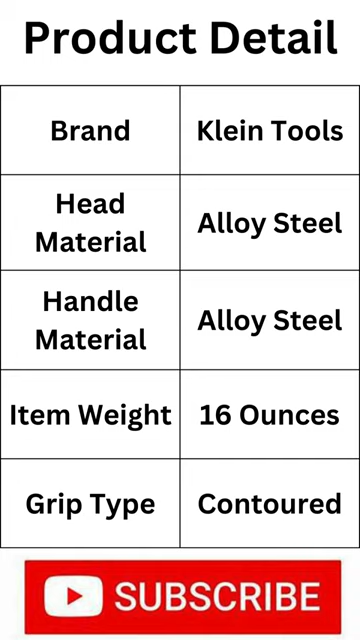 Product Detail
Brand
Klein Tools
Head
Material
Alloy Steel
Handle
Material
Alloy Steel
Item Weight
16 Ounces
Grip Type
Contoured
SUBSCRIBE